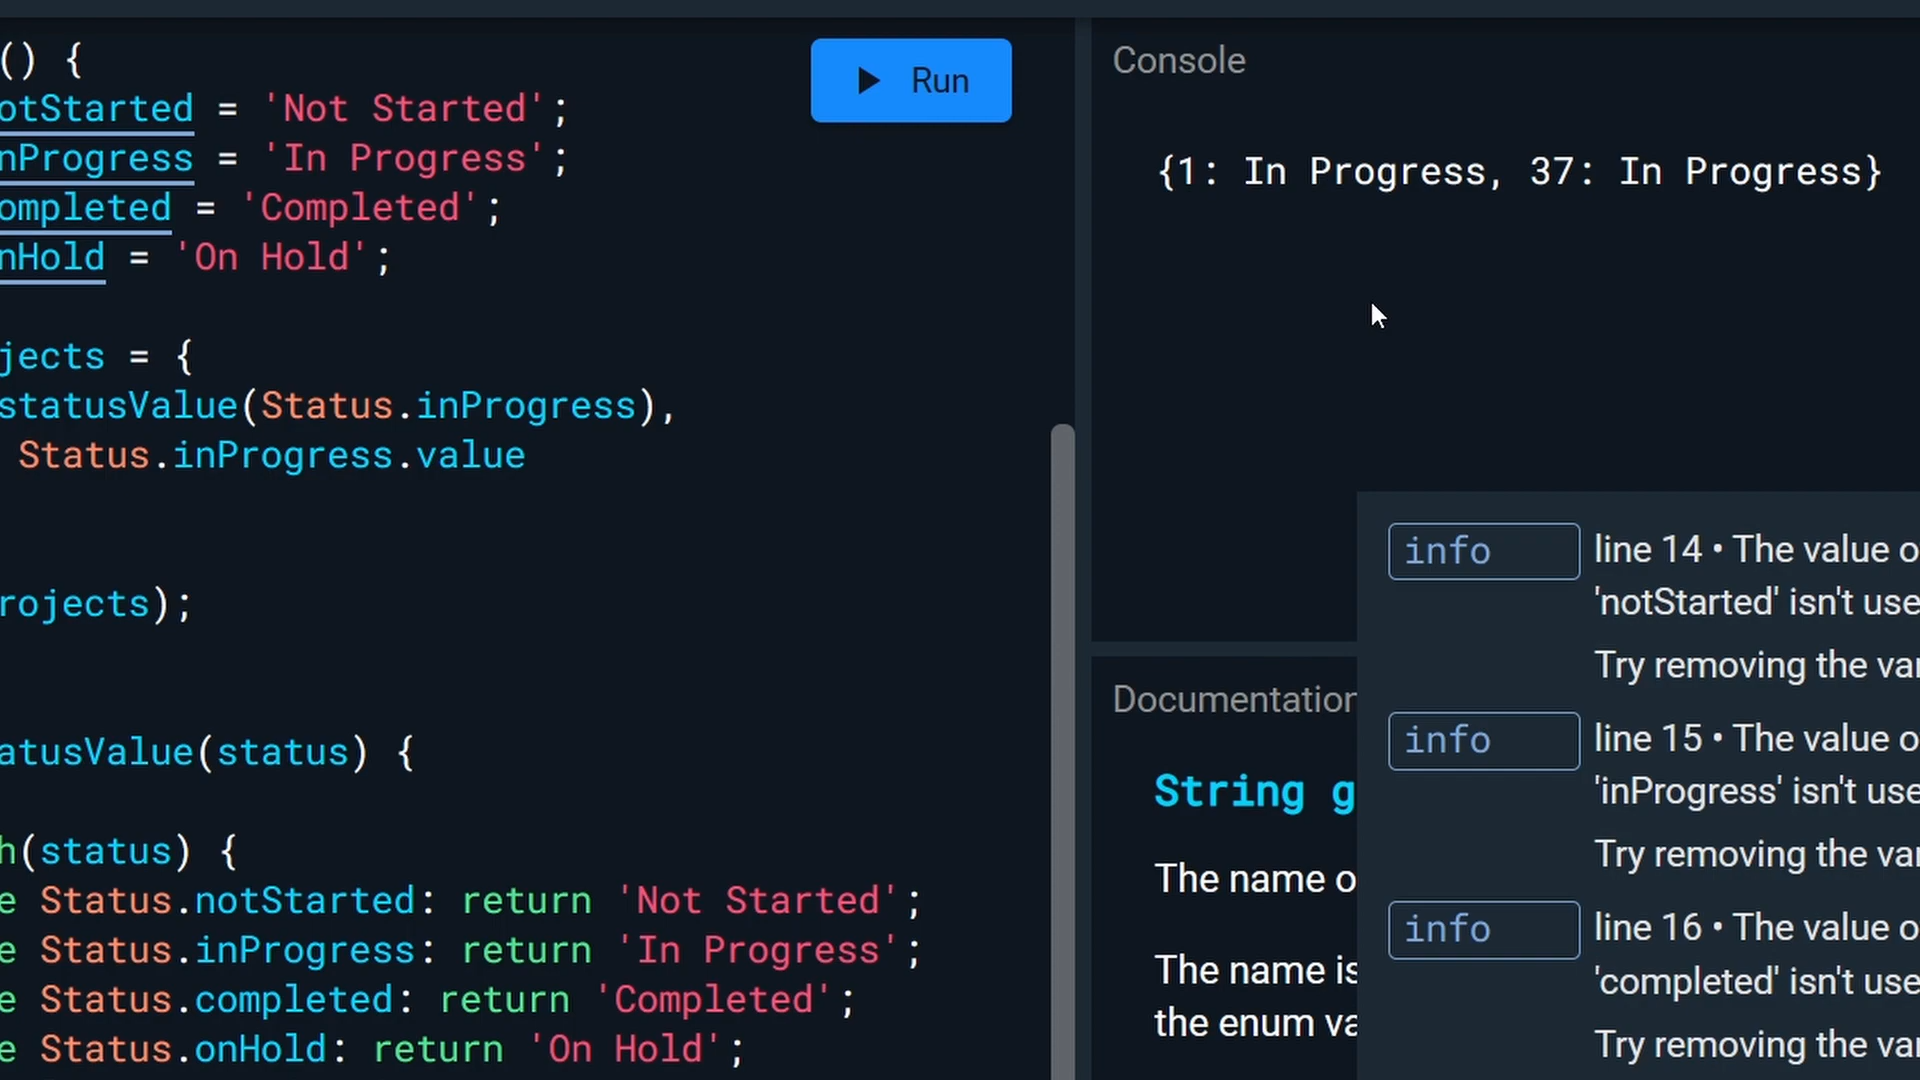 () {
otStarted = 'Not Started';
nProgress = 'In Progress';
ompleted = 'Completed';
nHold = 'On Hold';
jects = {
statusValue(Status.inProgress),
Status.inProgress.value
rojects);
atusValue(status) {
h(status) {
e Status.notStarted: return 'Not Started';
e Status.inProgress: return 'In Progress';
e Status.completed: return 'Completed';
e Status.onHold: return 'On Hold';
Run
Console
{1: In Progress, 37: In Progress}
Documentation
String g
The name o
The name is
the enum va
info line 14 • The value o
'notStarted' isn't use
Try removing the var
info line 15 • The value o
'inProgress' isn't use
Try removing the var
info line 16 • The value o
'completed' isn't use
Try removing the var